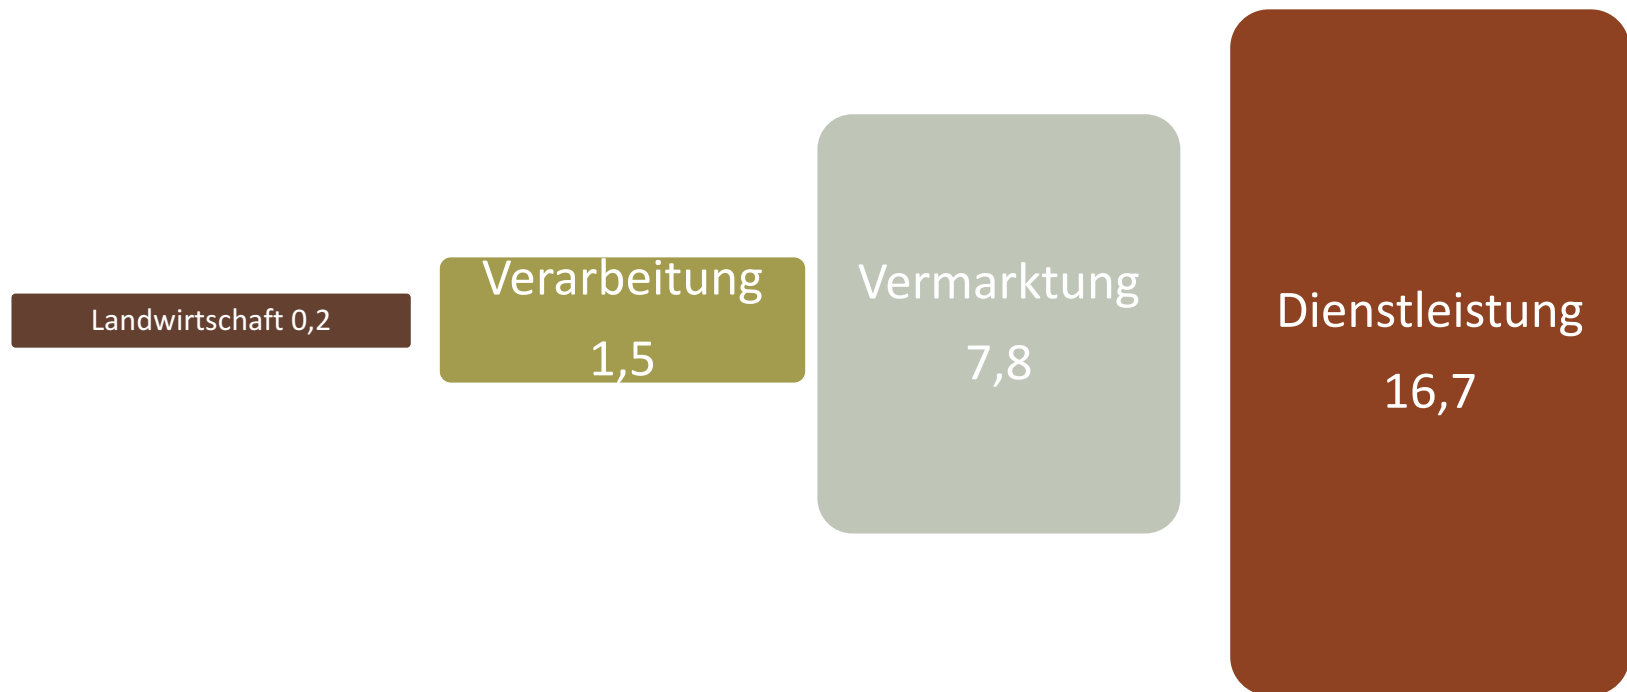 Landwirtschaft 0,2
Verarbeitung
1,5
Vermarktung
7,8
Dienstleistung
16,7